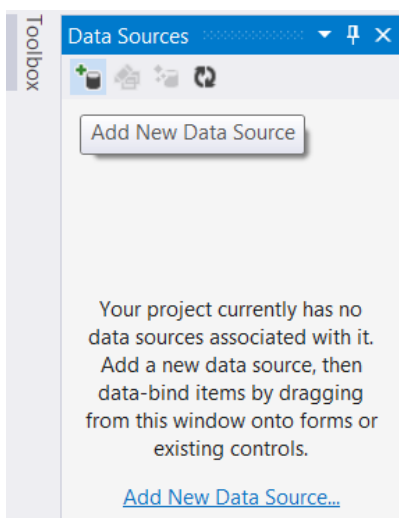 Toolbox
Data Sources
Add New Data Source
Your project currently has no
data sources associated with it.
Add a new data source, then
data-bind items by dragging
from this window onto forms or
existing controls.
Add New Data Source...